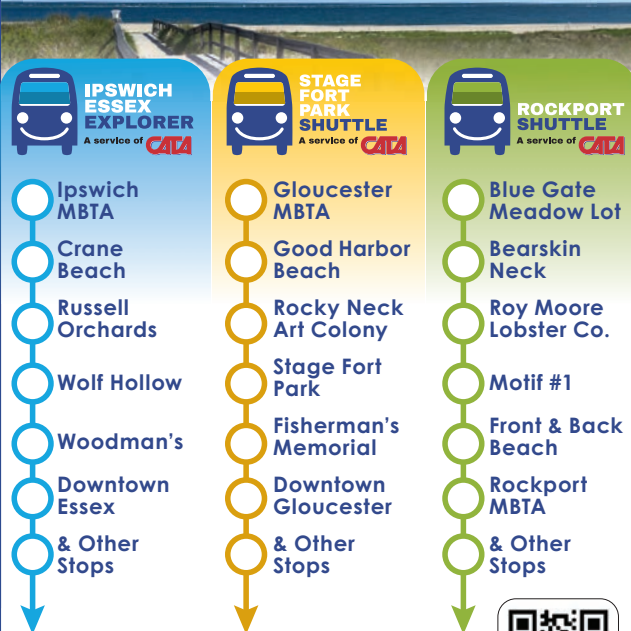 IPSWICH
ESSEX
EXPLORER
A service of CATA
Ipswich
MBTA
Crane
Beach
Russell
Orchards
Wolf Hollow
Woodman's
Downtown
Essex
& Other
Stops
STAGE
FORT
PARK
SHUTTLE
A service of CATA
Gloucester
MBTA
Good Harbor
Beach
Rocky Neck
Art Colony
Stage Fort
Park
Fisherman's
Memorial
Downtown
Gloucester
& Other
Stops
ROCKPORT
SHUTTLE
A service of CATA
Blue Gate
Meadow Lot
Bearskin
Neck
Roy Moore
Lobster Co.
Motif #1
Front & Back
Beach
Rockport
MBTA
& Other
Stops